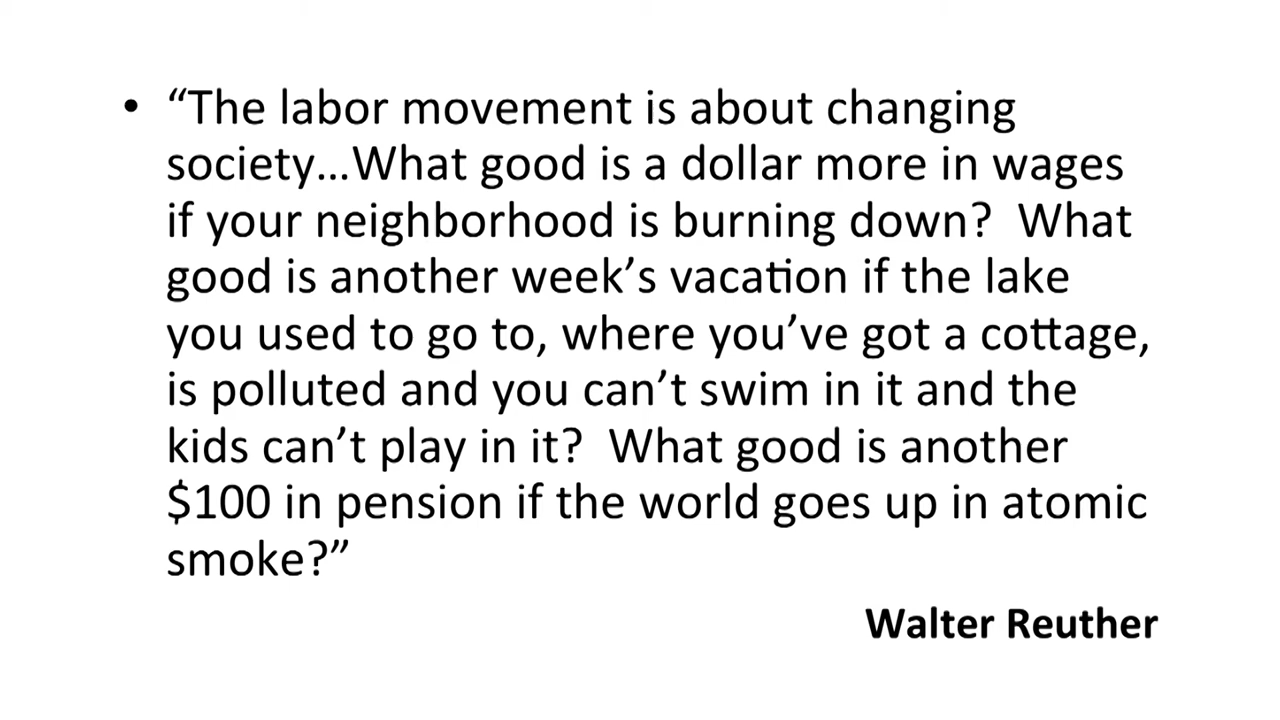 • “The labor movement is about changing
society…What good is a dollar more in wages
if your neighborhood is burning down?  What
good is another week’s vacation if the lake
you used to go to, where you’ve got a cottage,
is polluted and you can’t swim in it and the
kids can’t play in it?  What good is another
$100 in pension if the world goes up in atomic
smoke?”
Walter Reuther